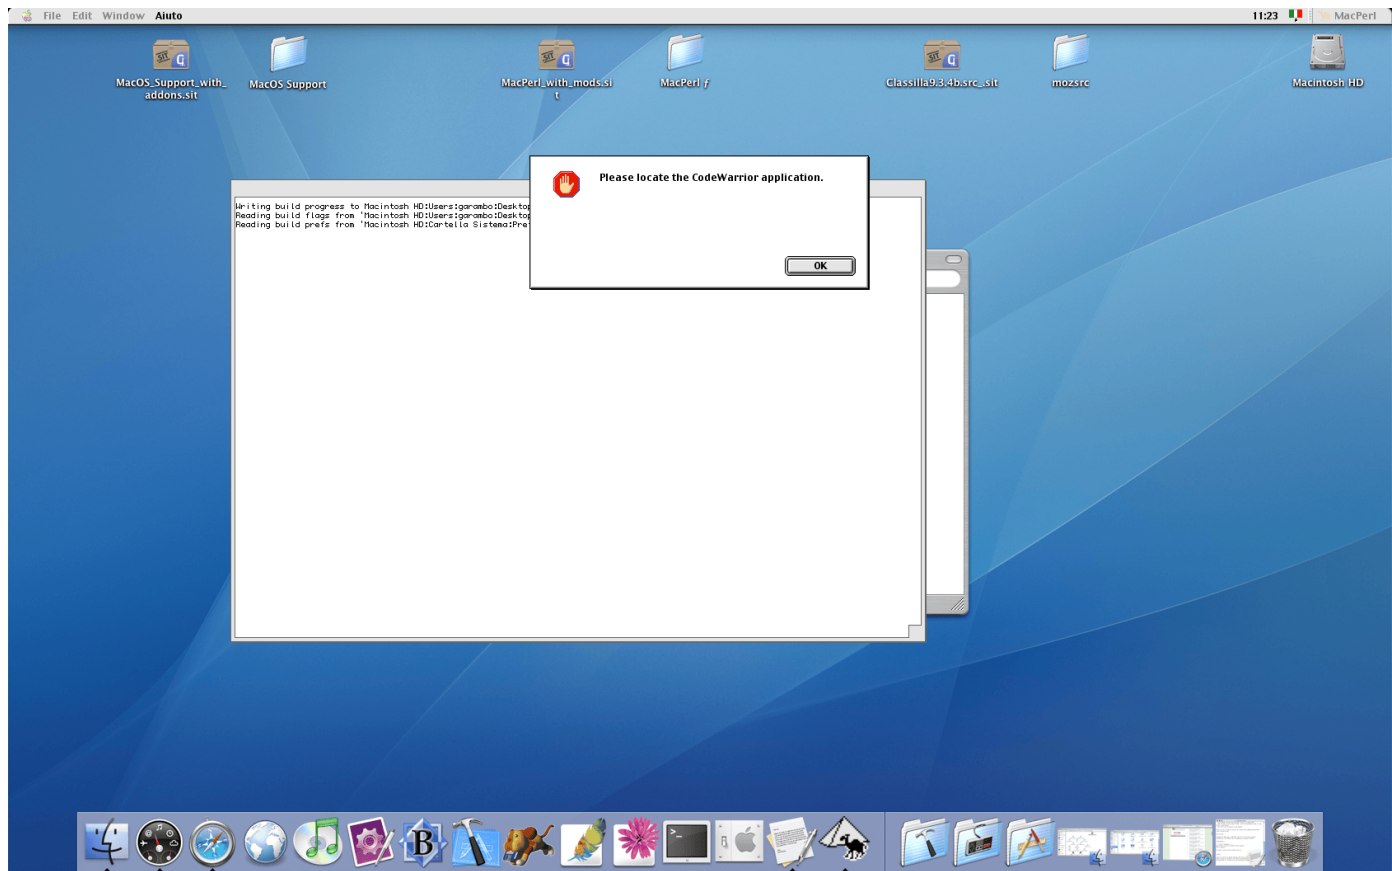 File Edit Window Aiuto
11:23
MacPerl
MacOS_Support_with_
addons.sit
MacOS Support
MacPerl_with_mods.si
t
MacPerl ƒ
Classilla9.3.4b.src_.sit
mozsrc
Macintosh HD
Please locate the CodeWarrior application.
OK
Writing build progress to Macintosh HD:Users:garambo:Desktop
Reading build flags from 'Macintosh HD:Users:garambo:Desktop
Reading build prefs from 'Macintosh HD:Cartella Sistema:Pre